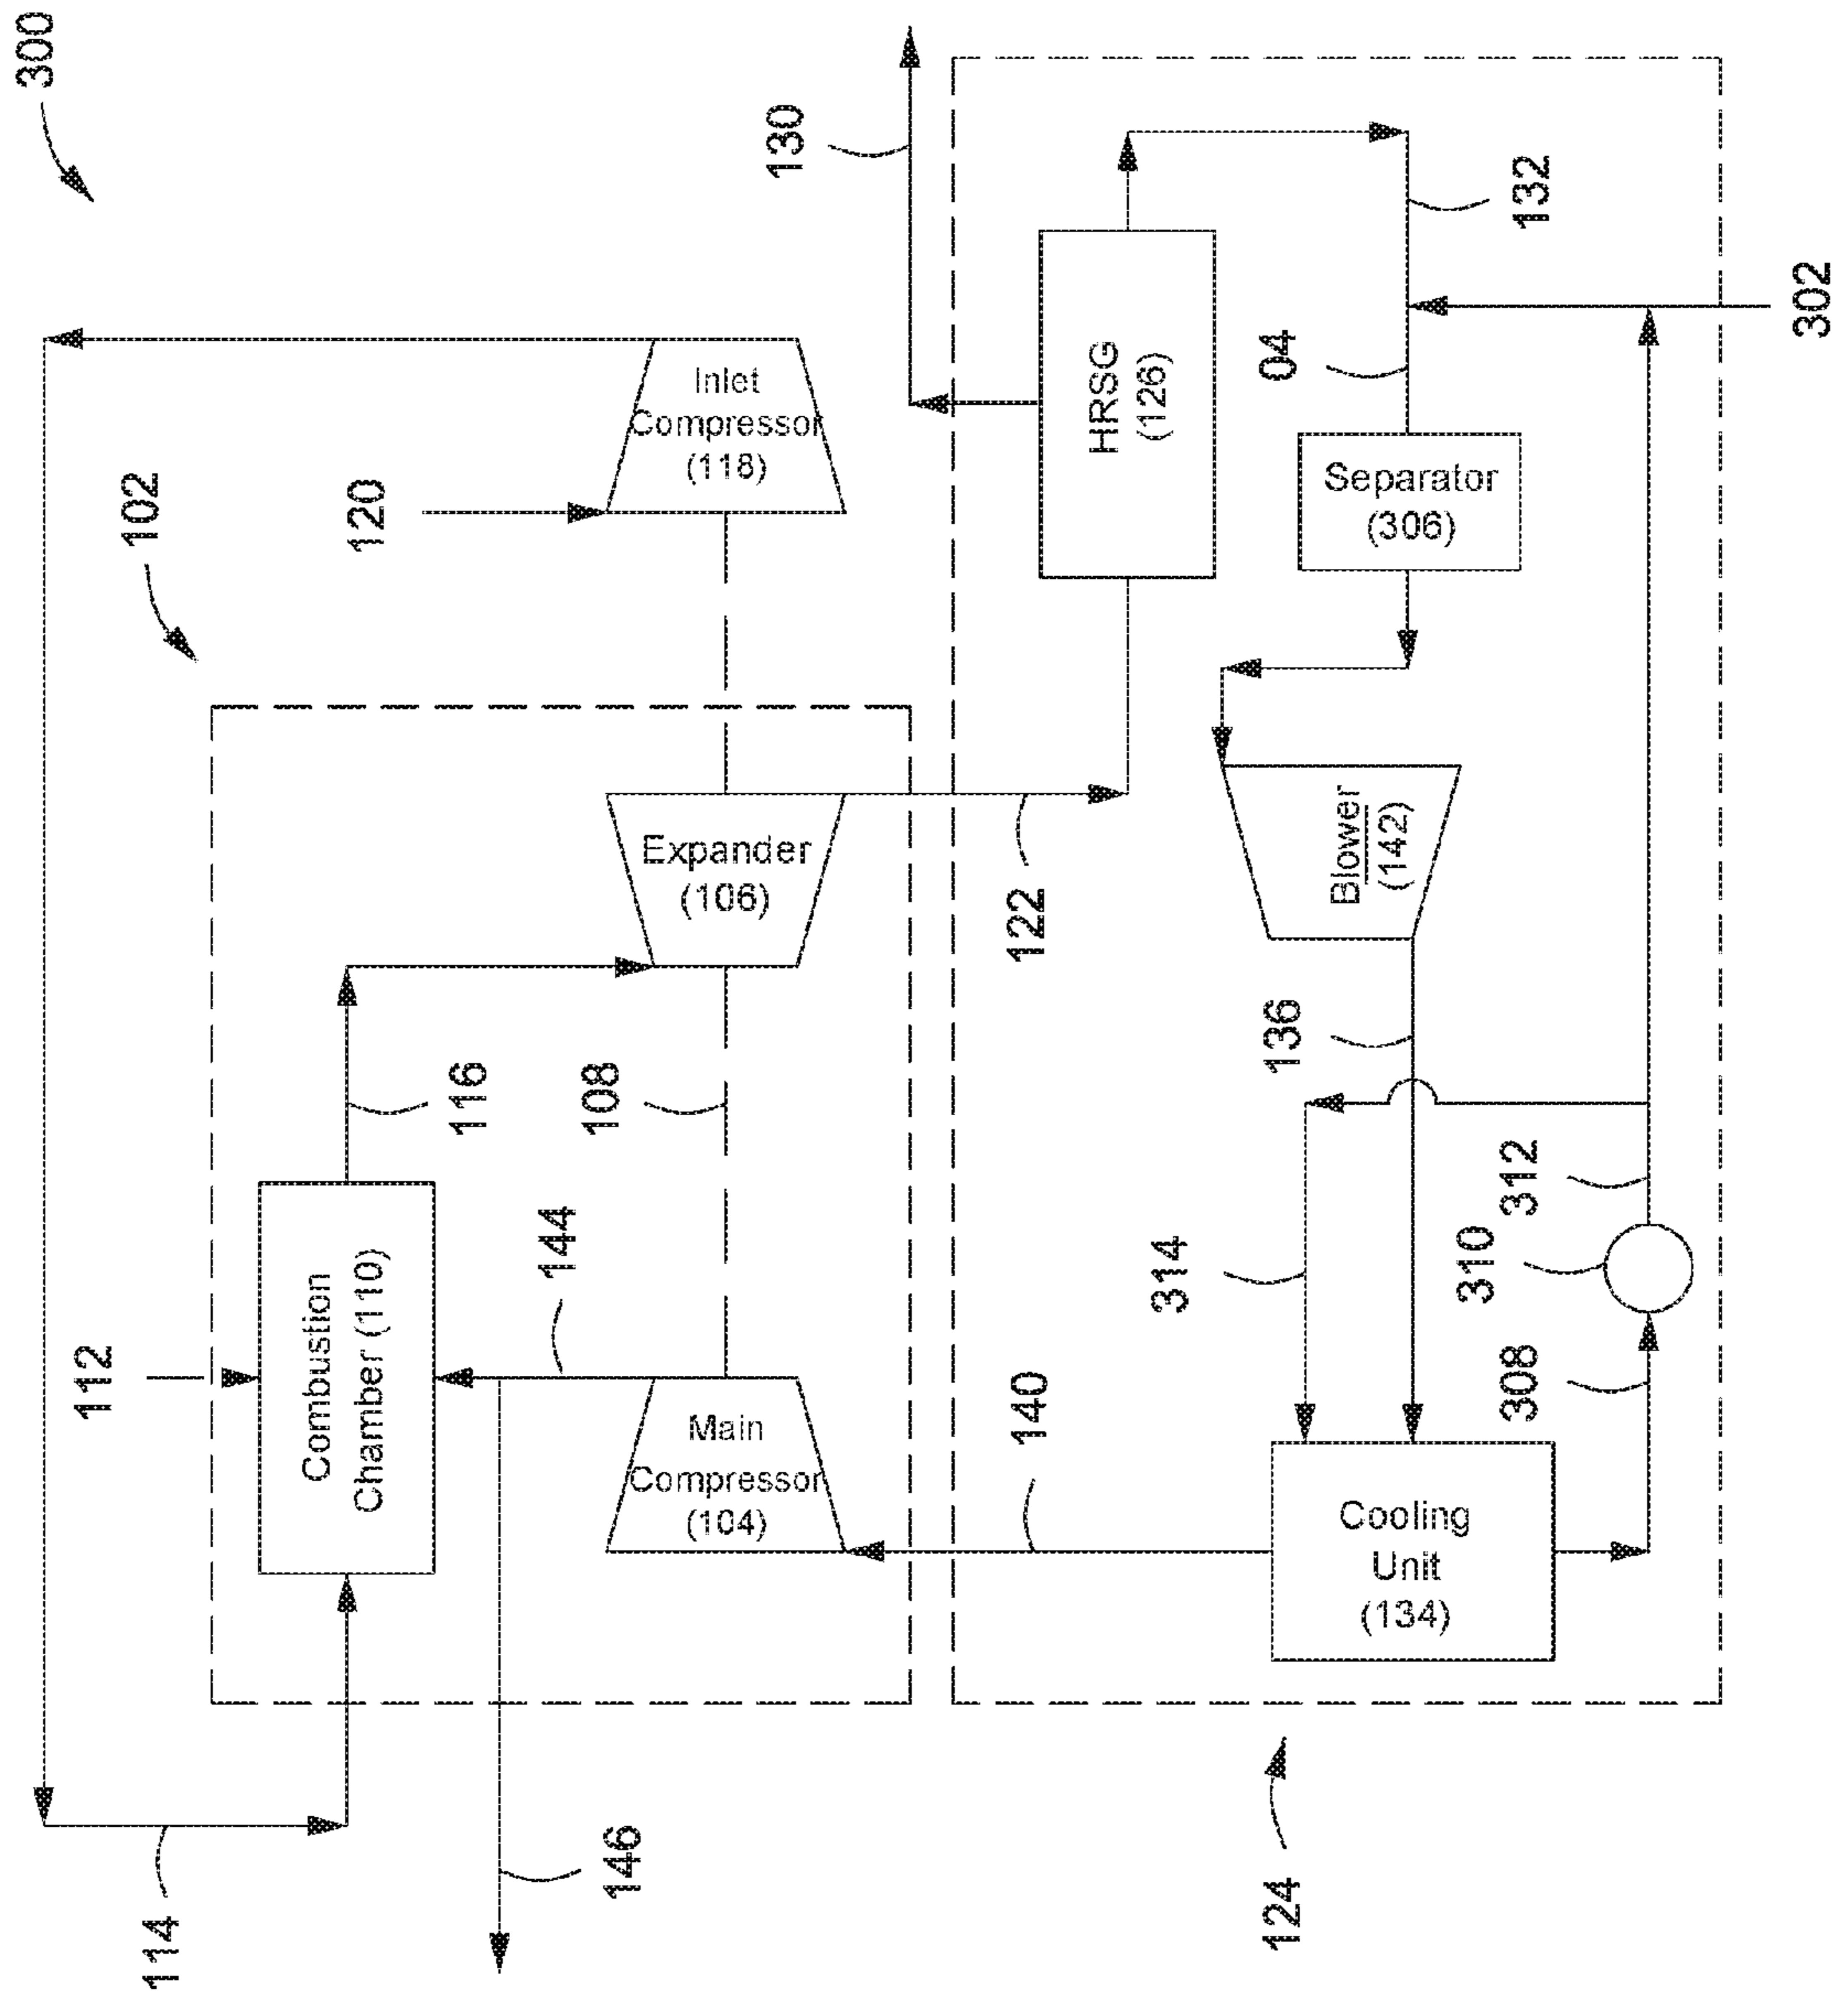 300
102
130
120
Inlet
Compressor
(118)
HRSG
(126)
132
04
302
Separator
(306)
Expander
(106)
122
Blower
(142)
116
108
136
112
Combustion
Chamber (110)
144
314
312
310
308
Main
Compressor
(104)
140
Cooling
Unit
(134)
114
146
124